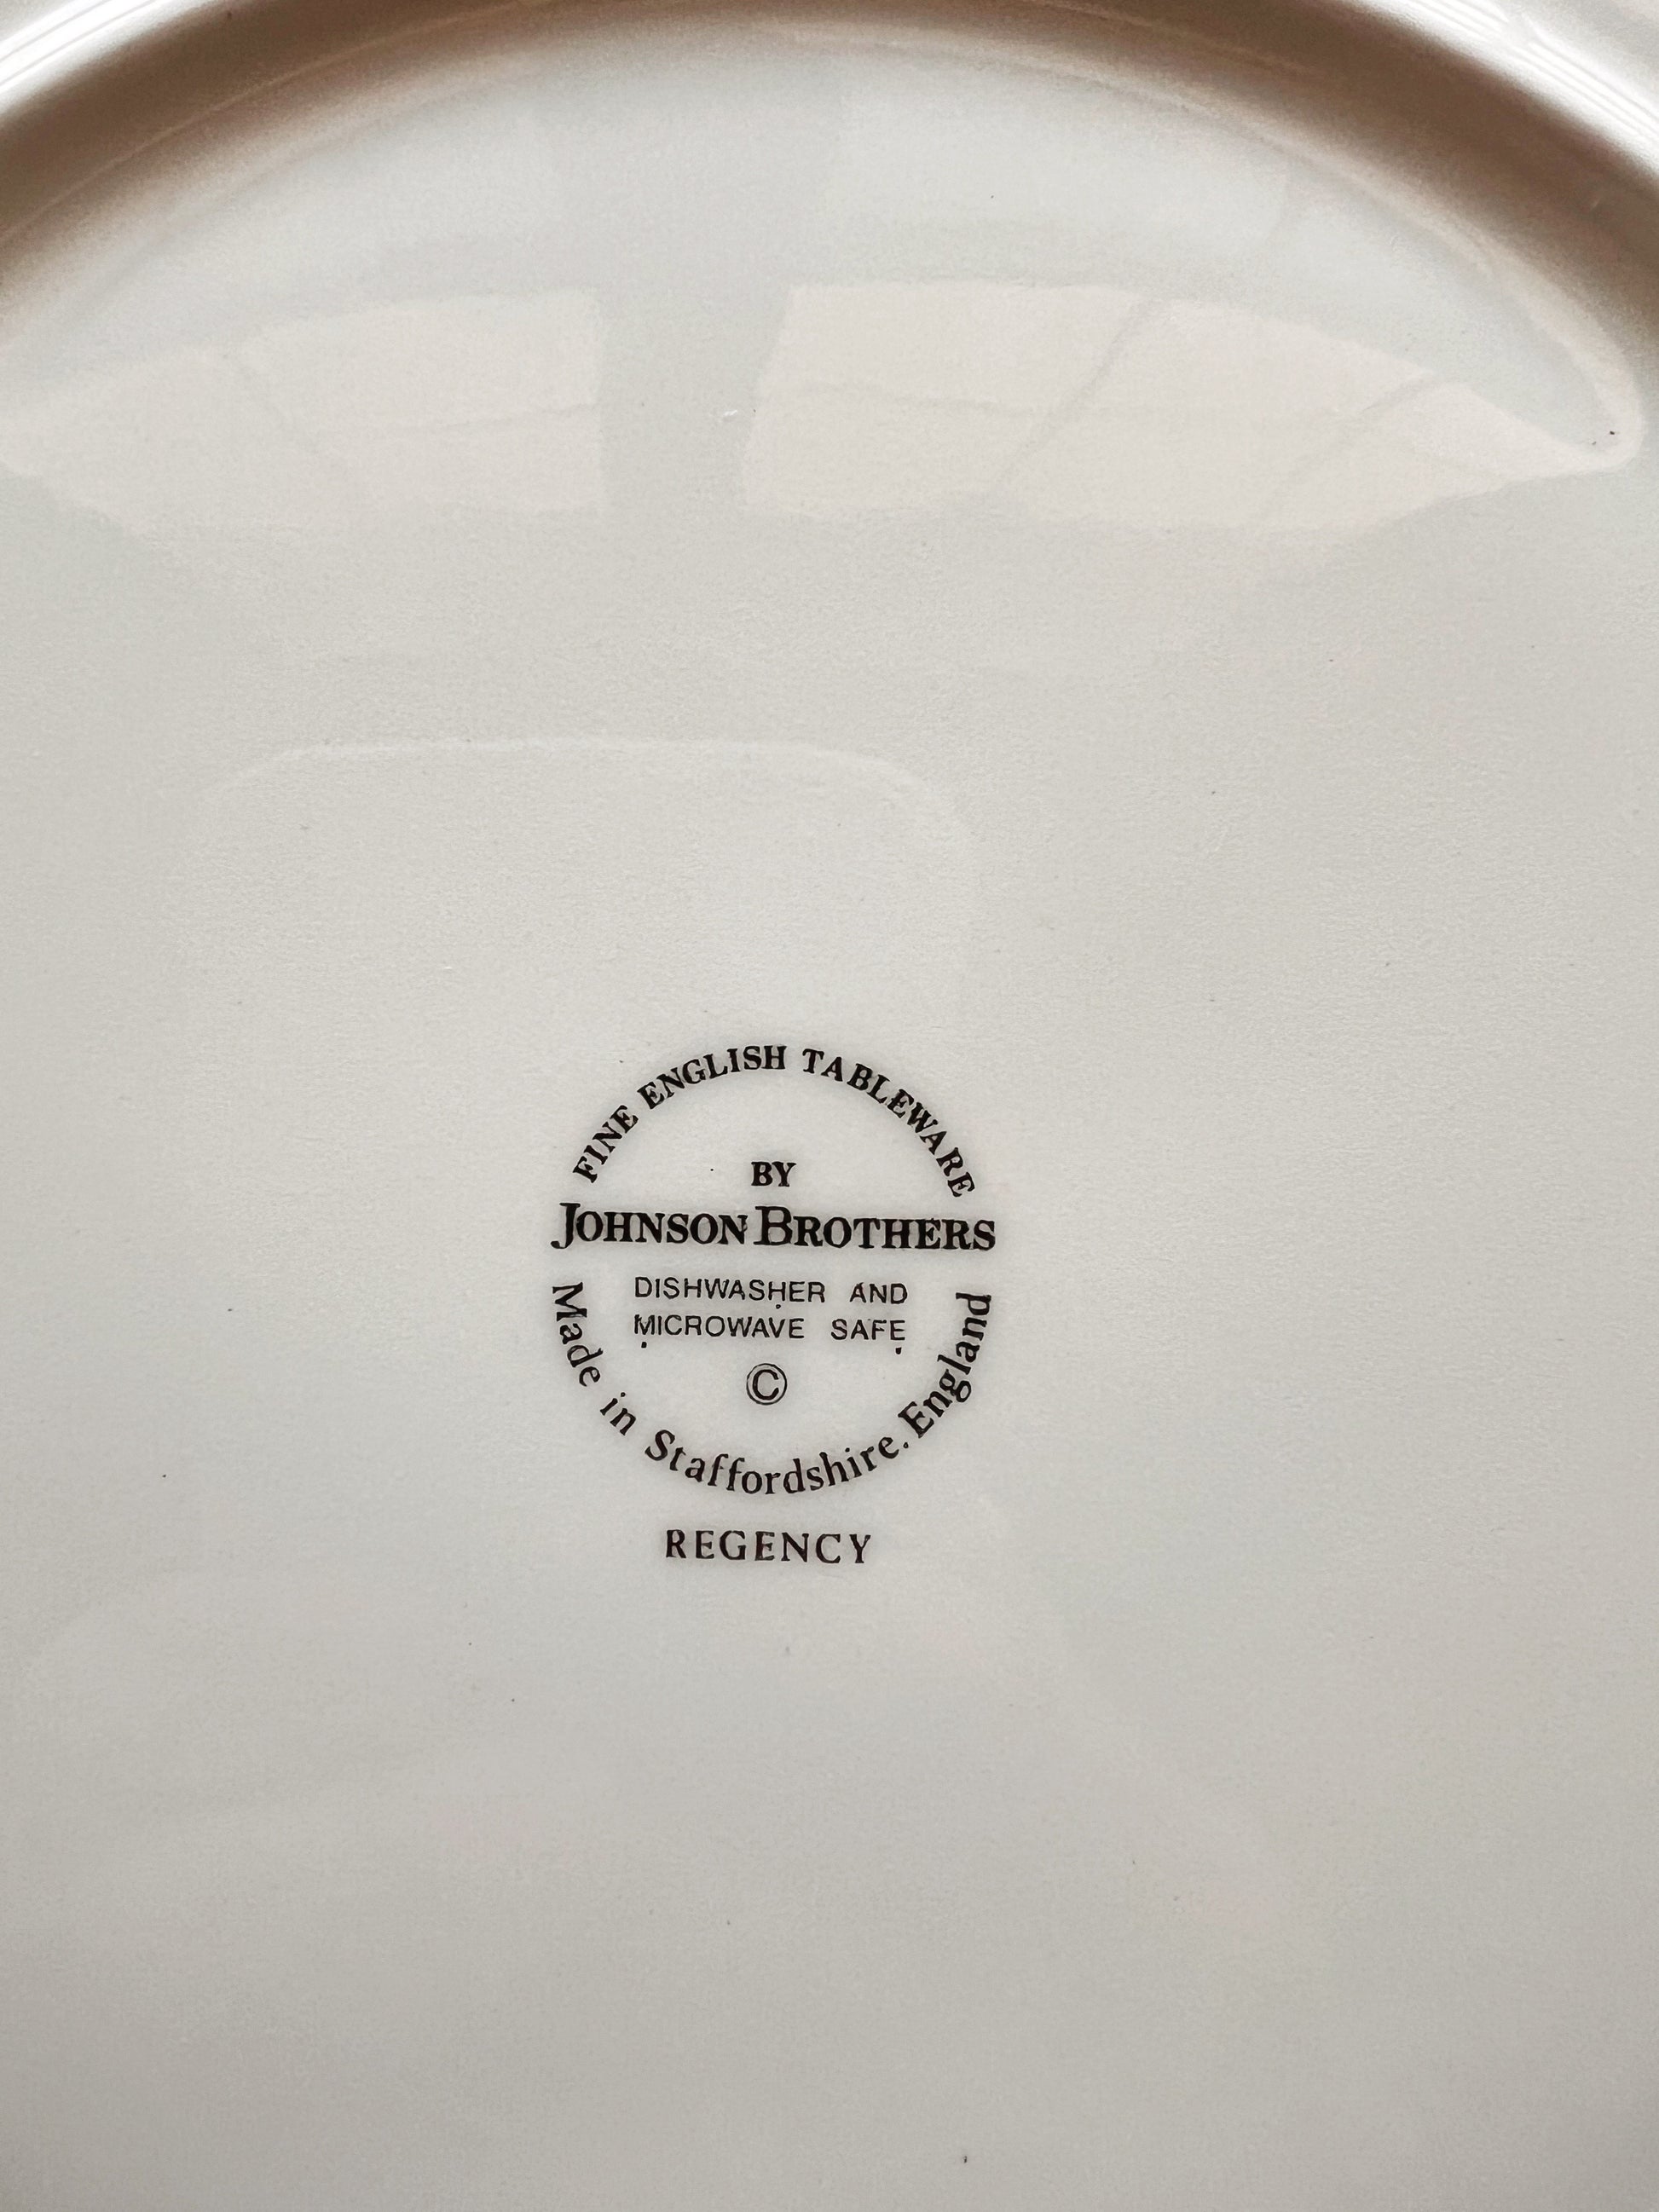 FINE ENGLISH TABLEWARE
BY
JOHNSON BROTHERS
DISHWASHER AND
MICROWAVE SAFE
©
Made in Staffordshire. England
REGENCY